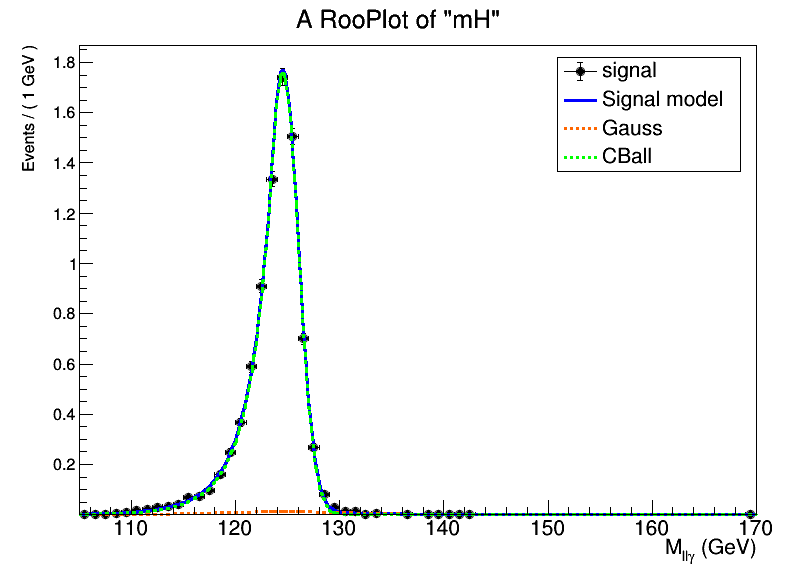 A RooPlot of "mH"
Events / ( 1 GeV )
1.8
1.6
1.4
1.2
1
0.8
0.6
0.4
0.2
signal
Signal model
Gauss
CBall
110 120 130 140 150 160 170
M_llγ (GeV)